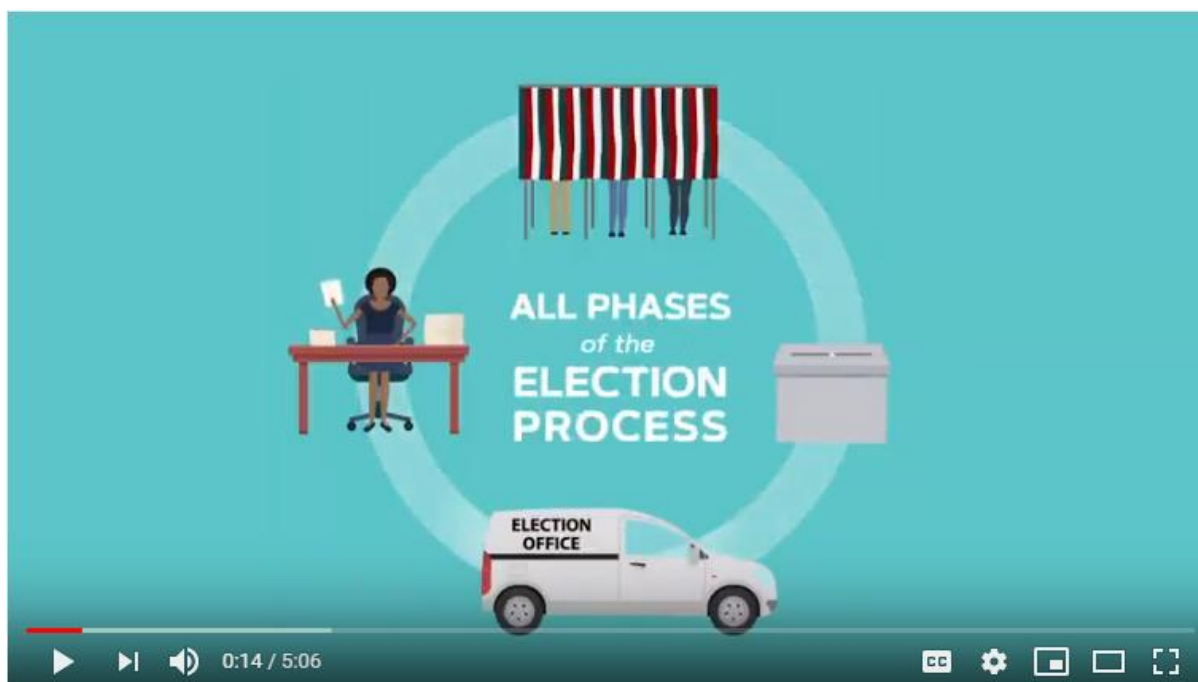 ALL PHASES
of the
ELECTION
PROCESS
ELECTION
OFFICE
0:14 / 5:06
CC